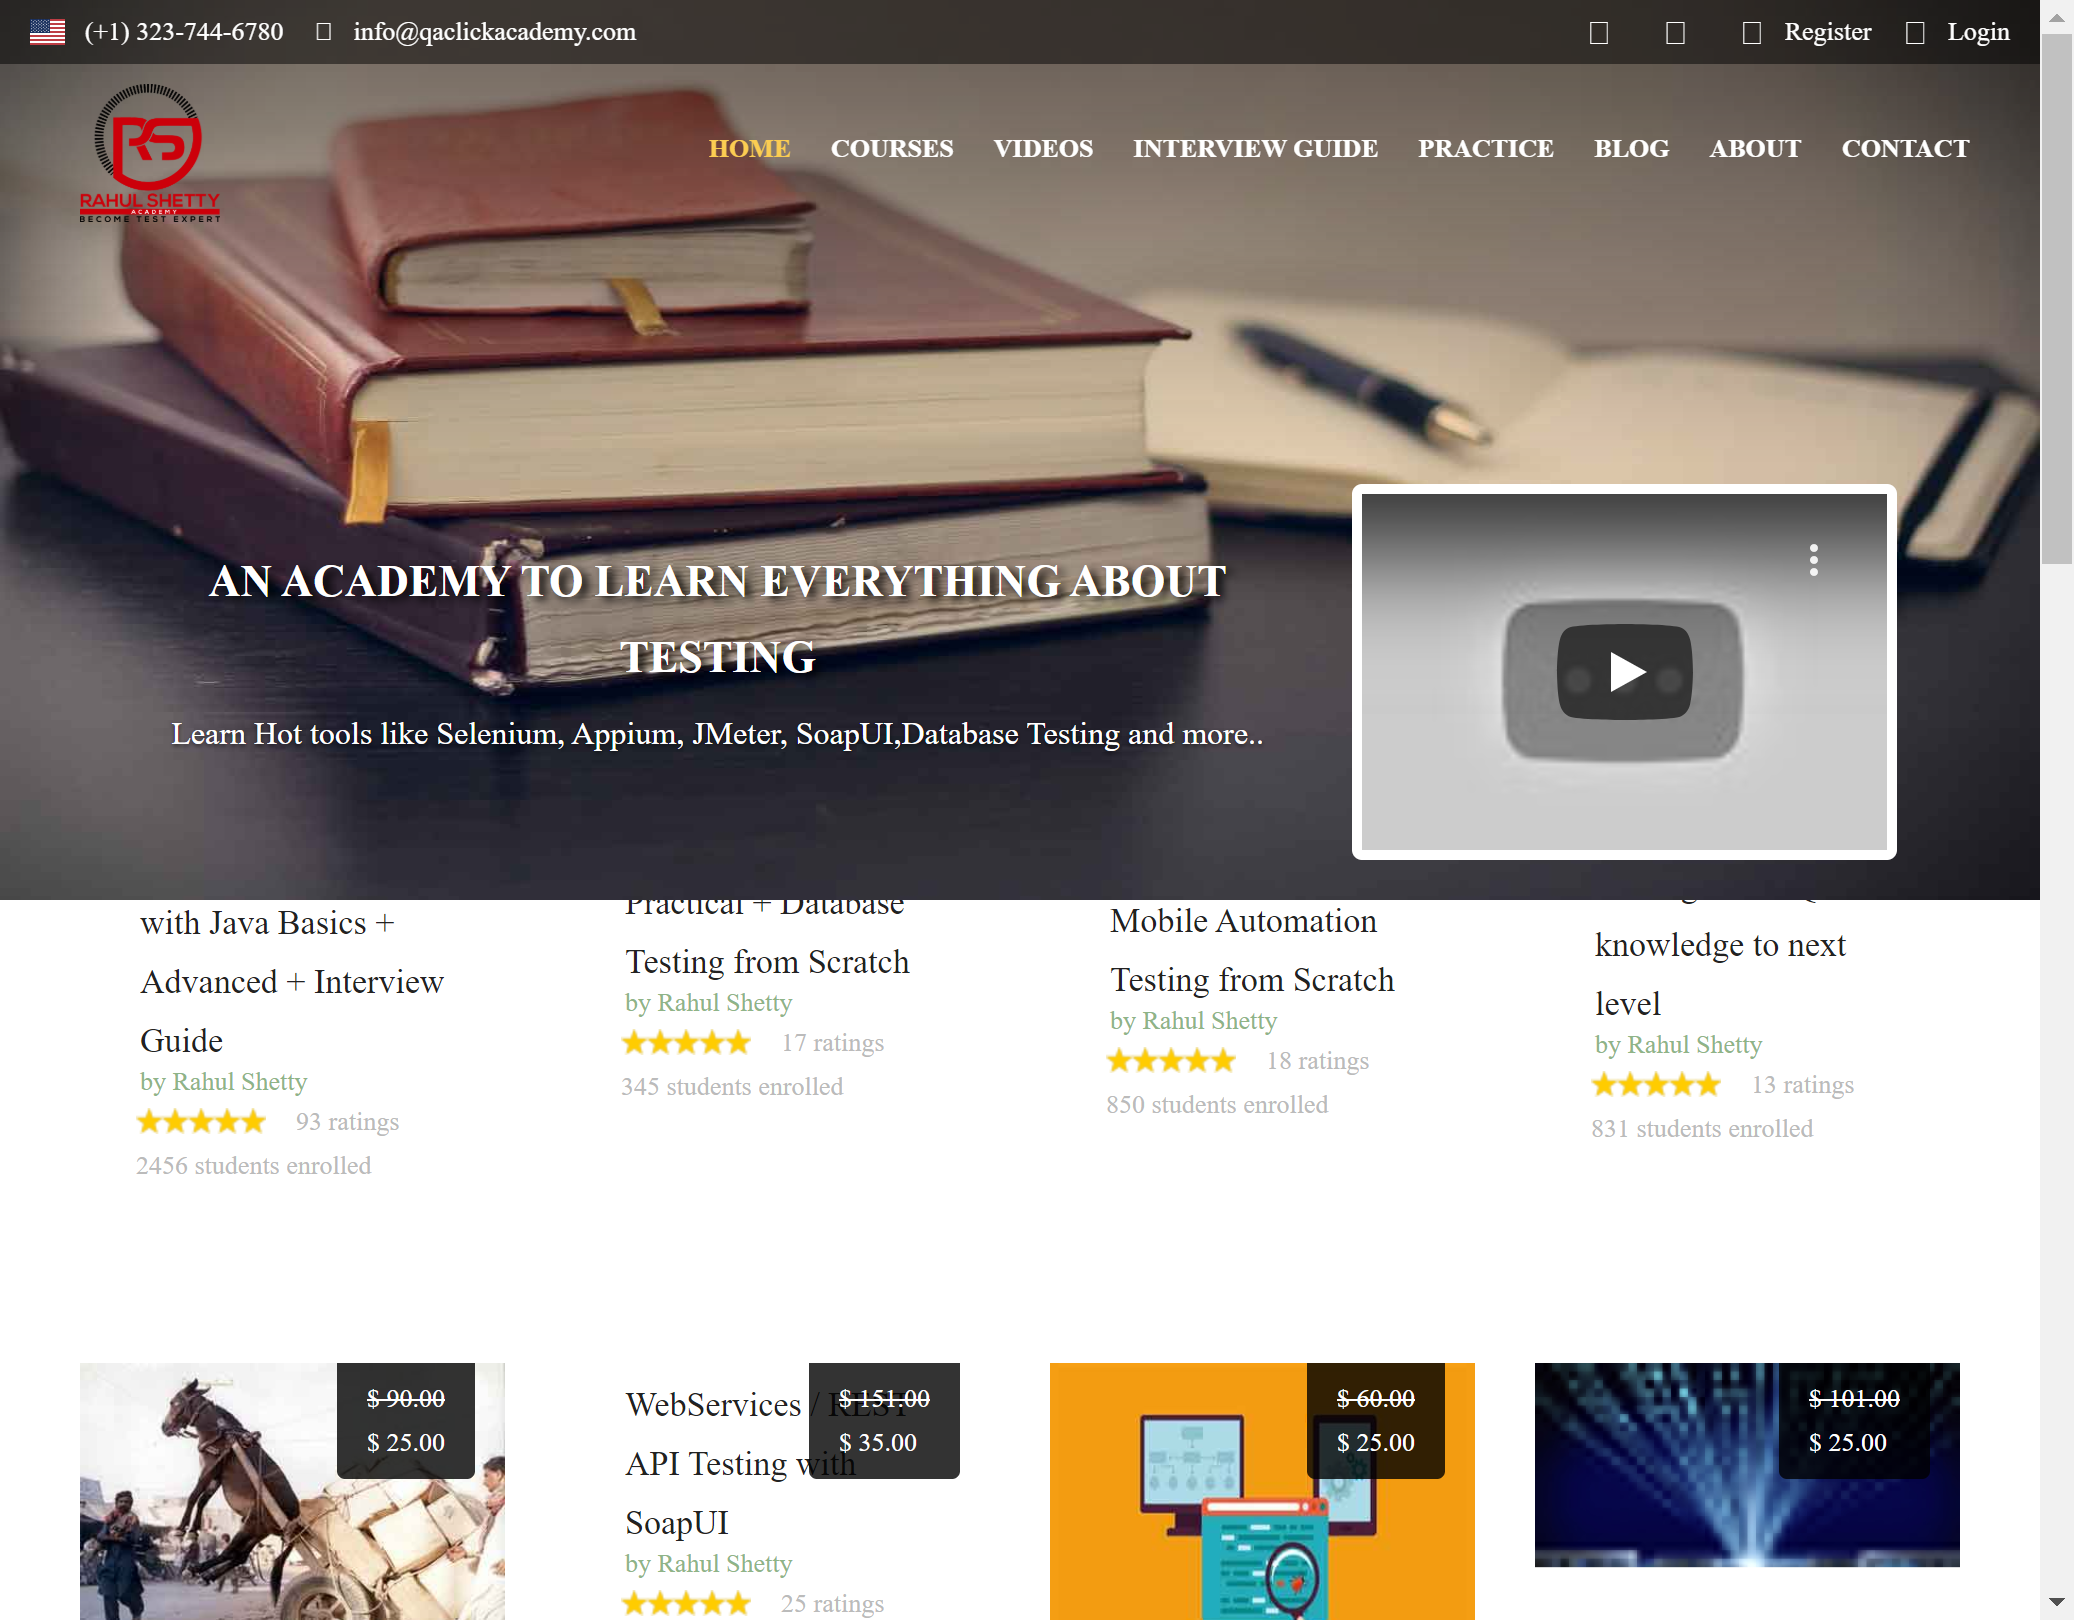 (+1) 323-744-6780 info@qaclickacademy.com Register Login
RAHUL SHETTY
ACADEMY
BECOME TEST EXPERT
HOME COURSES VIDEOS INTERVIEW GUIDE PRACTICE BLOG ABOUT CONTACT
AN ACADEMY TO LEARN EVERYTHING ABOUT
TESTING
Learn Hot tools like Selenium, Appium, JMeter, SoapUI,Database Testing and more..
with Java Basics +
Advanced + Interview
Guide
by Rahul Shetty
93 ratings
2456 students enrolled
Practical + Database
Testing from Scratch
by Rahul Shetty
17 ratings
345 students enrolled
Mobile Automation
Testing from Scratch
by Rahul Shetty
18 ratings
850 students enrolled
knowledge to next
level
by Rahul Shetty
13 ratings
831 students enrolled
$ 90.00
$ 25.00
$ 151.00
$ 35.00
WebServices / REST
API Testing with
SoapUI
by Rahul Shetty
25 ratings
$ 60.00
$ 25.00
$ 101.00
$ 25.00